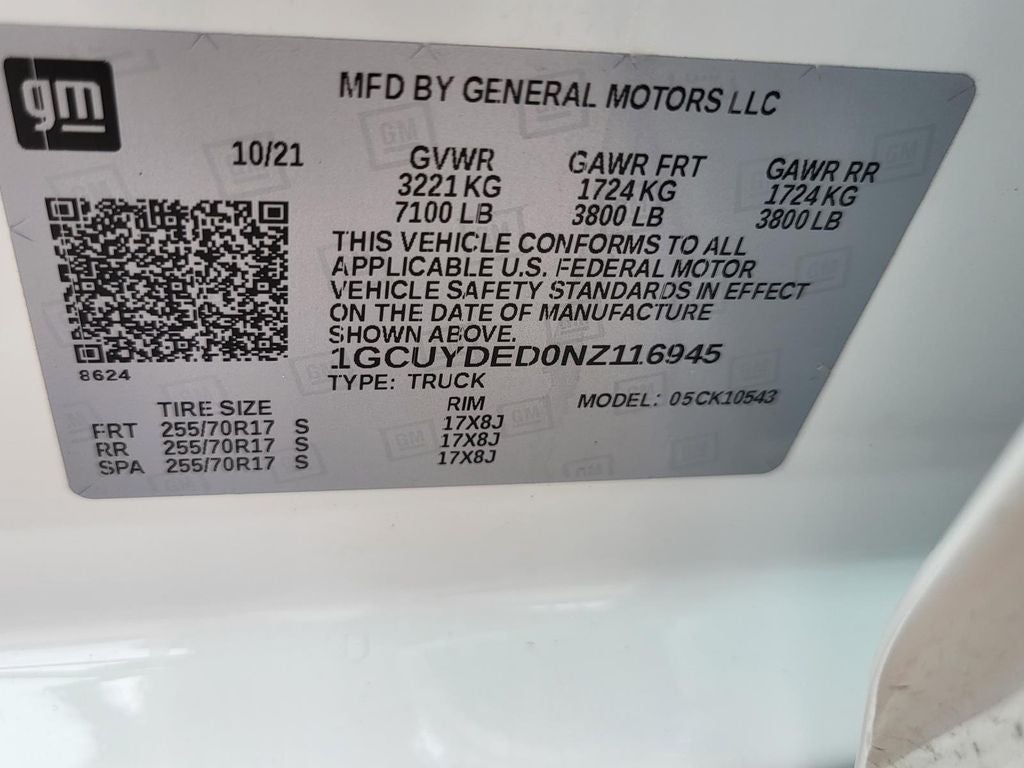 gm
MFD BY GENERAL MOTORS LLC
10/21
GVWR GAWR FRT GAWR RR
3221 KG 1724 KG 1724 KG
7100 LB 3800 LB 3800 LB
THIS VEHICLE CONFORMS TO ALL
APPLICABLE U.S. FEDERAL MOTOR
VEHICLE SAFETY STANDARDS IN EFFECT
ON THE DATE OF MANUFACTURE
SHOWN ABOVE.
1GCUYDED0NZ116945
8624
TYPE: TRUCK
TIRE SIZE RIM MODEL: 05CK10543
FRT 255/70R17 S 17X8J
RR 255/70R17 S 17X8J
SPA 255/70R17 S 17X8J